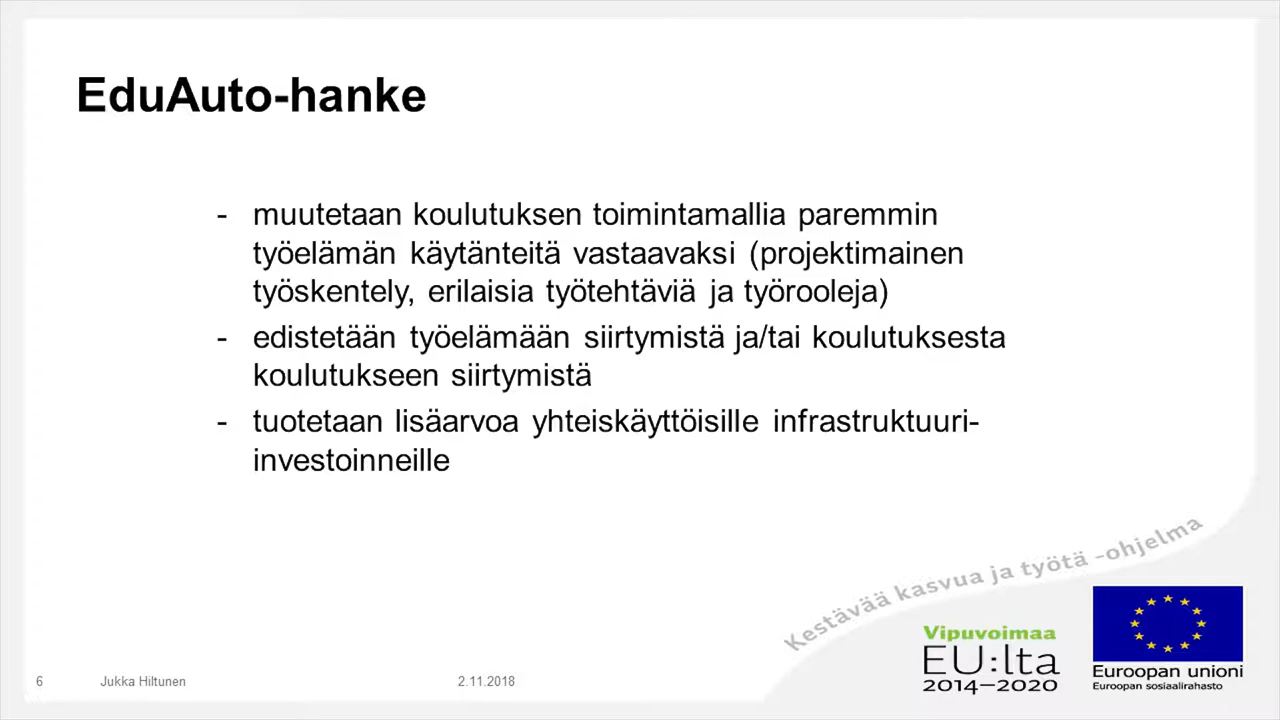 EduAuto-hanke
- muutetaan koulutuksen toimintamallia paremmin
työelämän käytänteitä vastaavaksi (projektimainen
työskentely, erilaisia työtehtäviä ja työrooleja)
- edistetään työelämään siirtymistä ja/tai koulutuksesta
koulutukseen siirtymistä
- tuotetaan lisäarvoa yhteiskäyttöisille infrastruktuuri-
investoinneille
Kestävää kasvua ja työtä -ohjelma
Vipuvoimaa
EU:lta
2014–2020
Euroopan unioni
Euroopan sosiaalirahasto
6 Jukka Hiltunen 2.11.2018